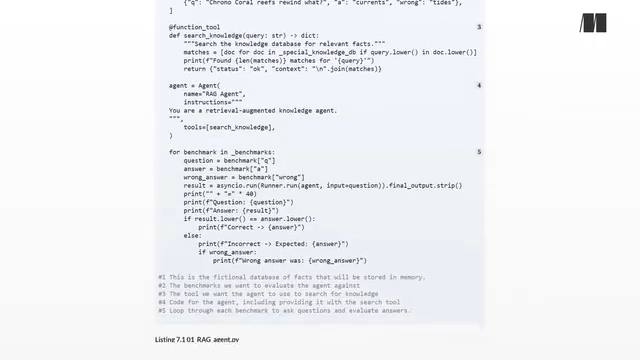 {"q": "Chrono Coral reefs rewind what?", "a": "currents", "wrong": "tides"},
]
@function_tool 3
def search_knowledge(query: str) -> dict:
"""Search the knowledge database for relevant facts."""
matches = [doc for doc in _special_knowledge_db if query.lower() in doc.lower()]
print(f"Found {len(matches)} matches for '{query}'")
return {"status": "ok", "context": "\n".join(matches)}
agent = Agent( 4
name="RAG Agent",
instructions="""
You are a retrieval-augmented knowledge agent.
""",
tools=[search_knowledge],
)
for benchmark in _benchmarks: 5
question = benchmark["q"]
answer = benchmark["a"]
wrong_answer = benchmark["wrong"]
result = asyncio.run(Runner.run(agent, input=question)).final_output.strip()
print("" + "=" * 40)
print(f"Question: {question}")
print(f"Answer: {result}")
if result.lower() == answer.lower():
print(f"Correct -> {answer}")
else:
print(f"Incorrect -> Expected: {answer}")
if wrong_answer:
print(f"Wrong answer was: {wrong_answer}")
#1 This is the fictional database of facts that will be stored in memory.
#2 The benchmarks we want to evaluate the agent against
#3 The tool we want the agent to use to search for knowledge
#4 Code for the agent, including providing it with the search tool
#5 Loop through each benchmark to ask questions and evaluate answers.
Listing 7.1 01_RAG_agent.py